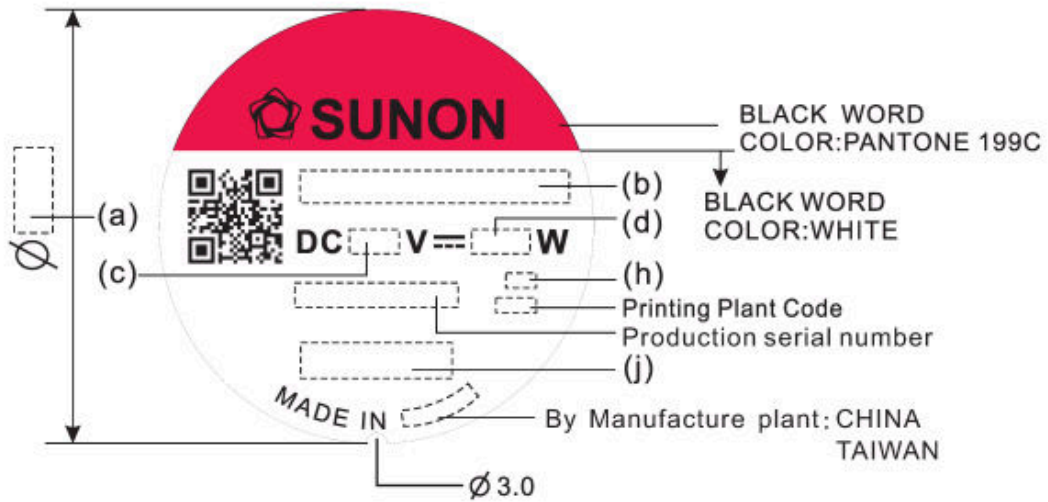 SUNON
BLACK WORD
COLOR:PANTONE 199C
BLACK WORD
COLOR:WHITE
(a)
(b)
DC V W
(d)
(c)
(h)
Printing Plant Code
Production serial number
(j)
MADE IN
By Manufacture plant: CHINA
TAIWAN
Ø
Ø 3.0